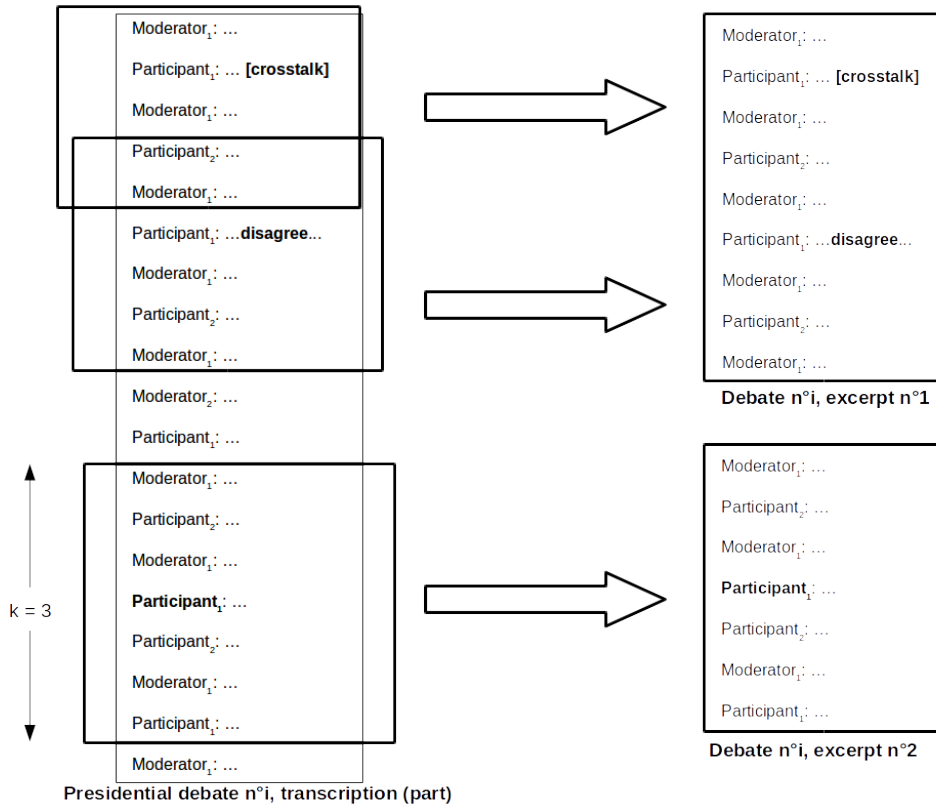 Moderator₁: ...
Participant₁: ... [crosstalk]
Moderator₁: ...
Participant₂: ...
Moderator₁: ...
Participant₁: ...disagree...
Moderator₁: ...
Participant₂: ...
Moderator₁: ...
Moderator₂: ...
Participant₁: ...
Moderator₁: ...
Participant₂: ...
Moderator₁: ...
Participant₁: ...
Participant₂: ...
Moderator₁: ...
Participant₁: ...
Moderator₁: ...
k = 3
Presidential debate n°i, transcription (part)
Moderator₁: ...
Participant₁: ... [crosstalk]
Moderator₁: ...
Participant₂: ...
Moderator₁: ...
Participant₁: ...disagree...
Moderator₁: ...
Participant₂: ...
Moderator₁: ...
Debate n°i, excerpt n°1
Moderator₁: ...
Participant₂: ...
Moderator₁: ...
Participant₁: ...
Participant₂: ...
Moderator₁: ...
Participant₁: ...
Debate n°i, excerpt n°2